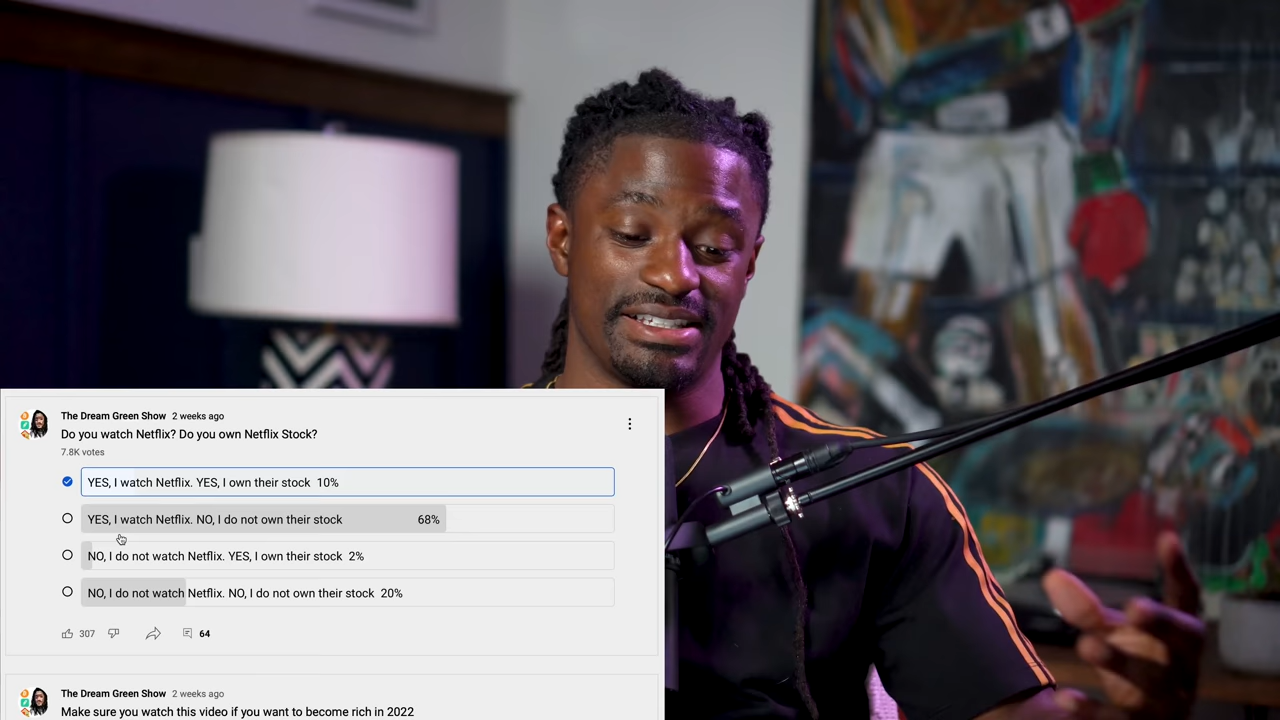 The Dream Green Show 2 weeks ago
Do you watch Netflix? Do you own Netflix Stock?
7.8K votes
YES, I watch Netflix. YES, I own their stock 10%
YES, I watch Netflix. NO, I do not own their stock 68%
NO, I do not watch Netflix. YES, I own their stock 2%
NO, I do not watch Netflix. NO, I do not own their stock 20%
307 64
The Dream Green Show 2 weeks ago
Make sure you watch this video if you want to become rich in 2022